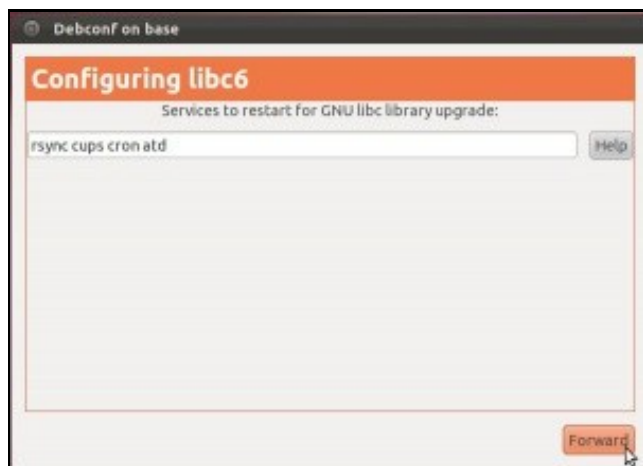 Debconf on base
Configuring libc6
Services to restart for GNU libc library upgrade:
rsync cups cron atd
Help
Forward